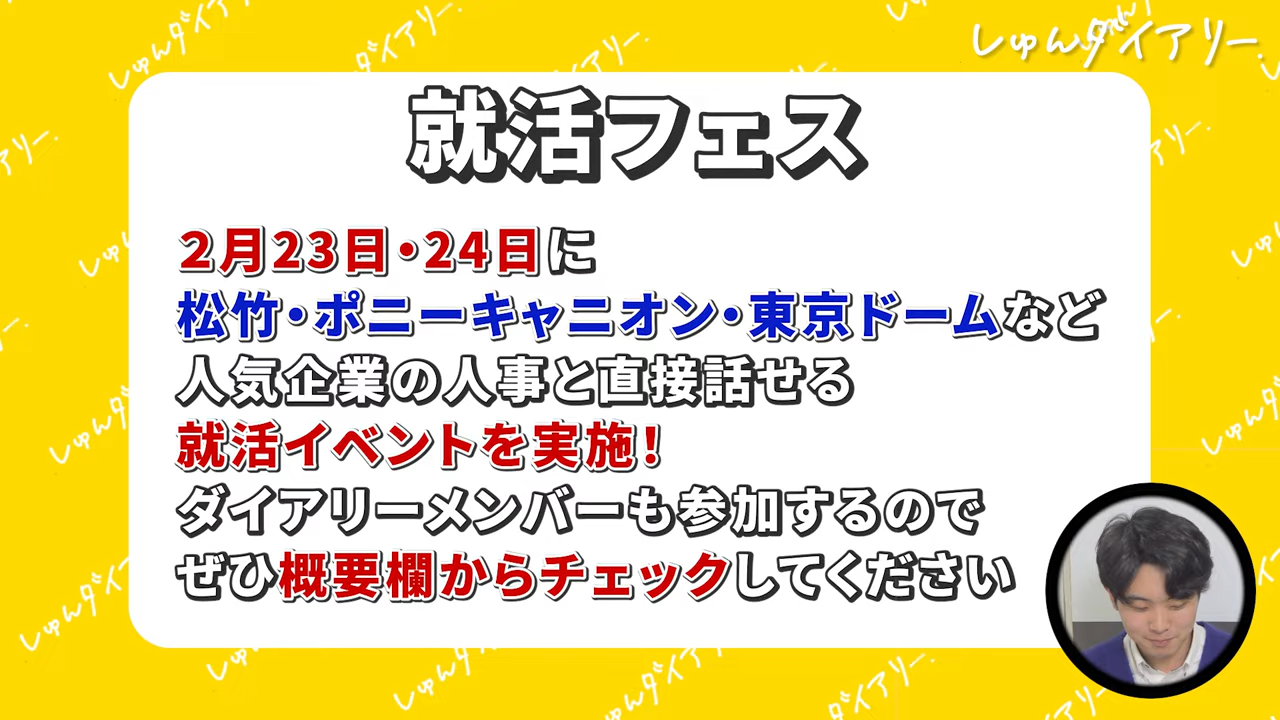 しゅんダイアリー
就活フェス
2月23日・24日に
松竹・ポニーキャニオン・東京ドームなど
人気企業の人事と直接話せる
就活イベントを実施!
ダイアリーメンバーも参加するので
ぜひ概要欄からチェックしてください